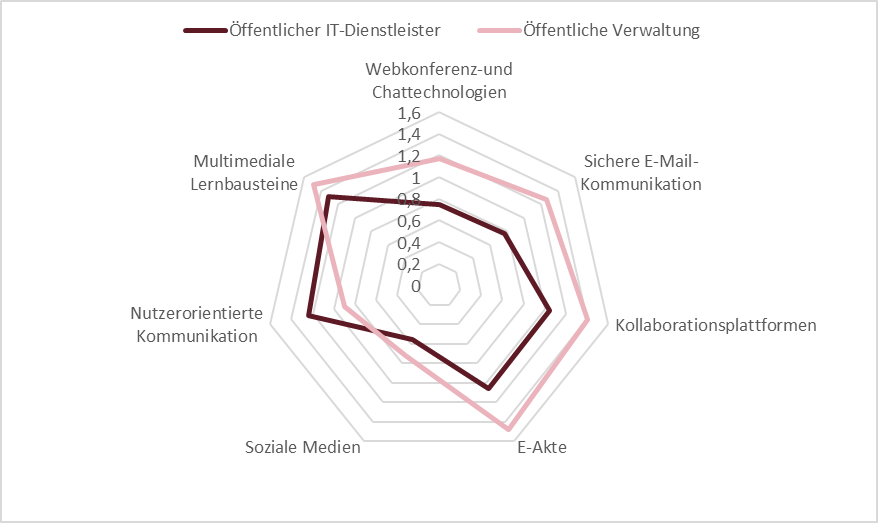 Öffentlicher IT-Dienstleister
Öffentliche Verwaltung
Webkonferenz-und
Chattechnologien
1,6
1,4
1,2
1
0,8
0,6
0,4
0,2
0
Sichere E-Mail-
Kommunikation
Kollaborationsplattformen
E-Akte
Soziale Medien
Nutzerorientierte
Kommunikation
Multimediale
Lernbausteine